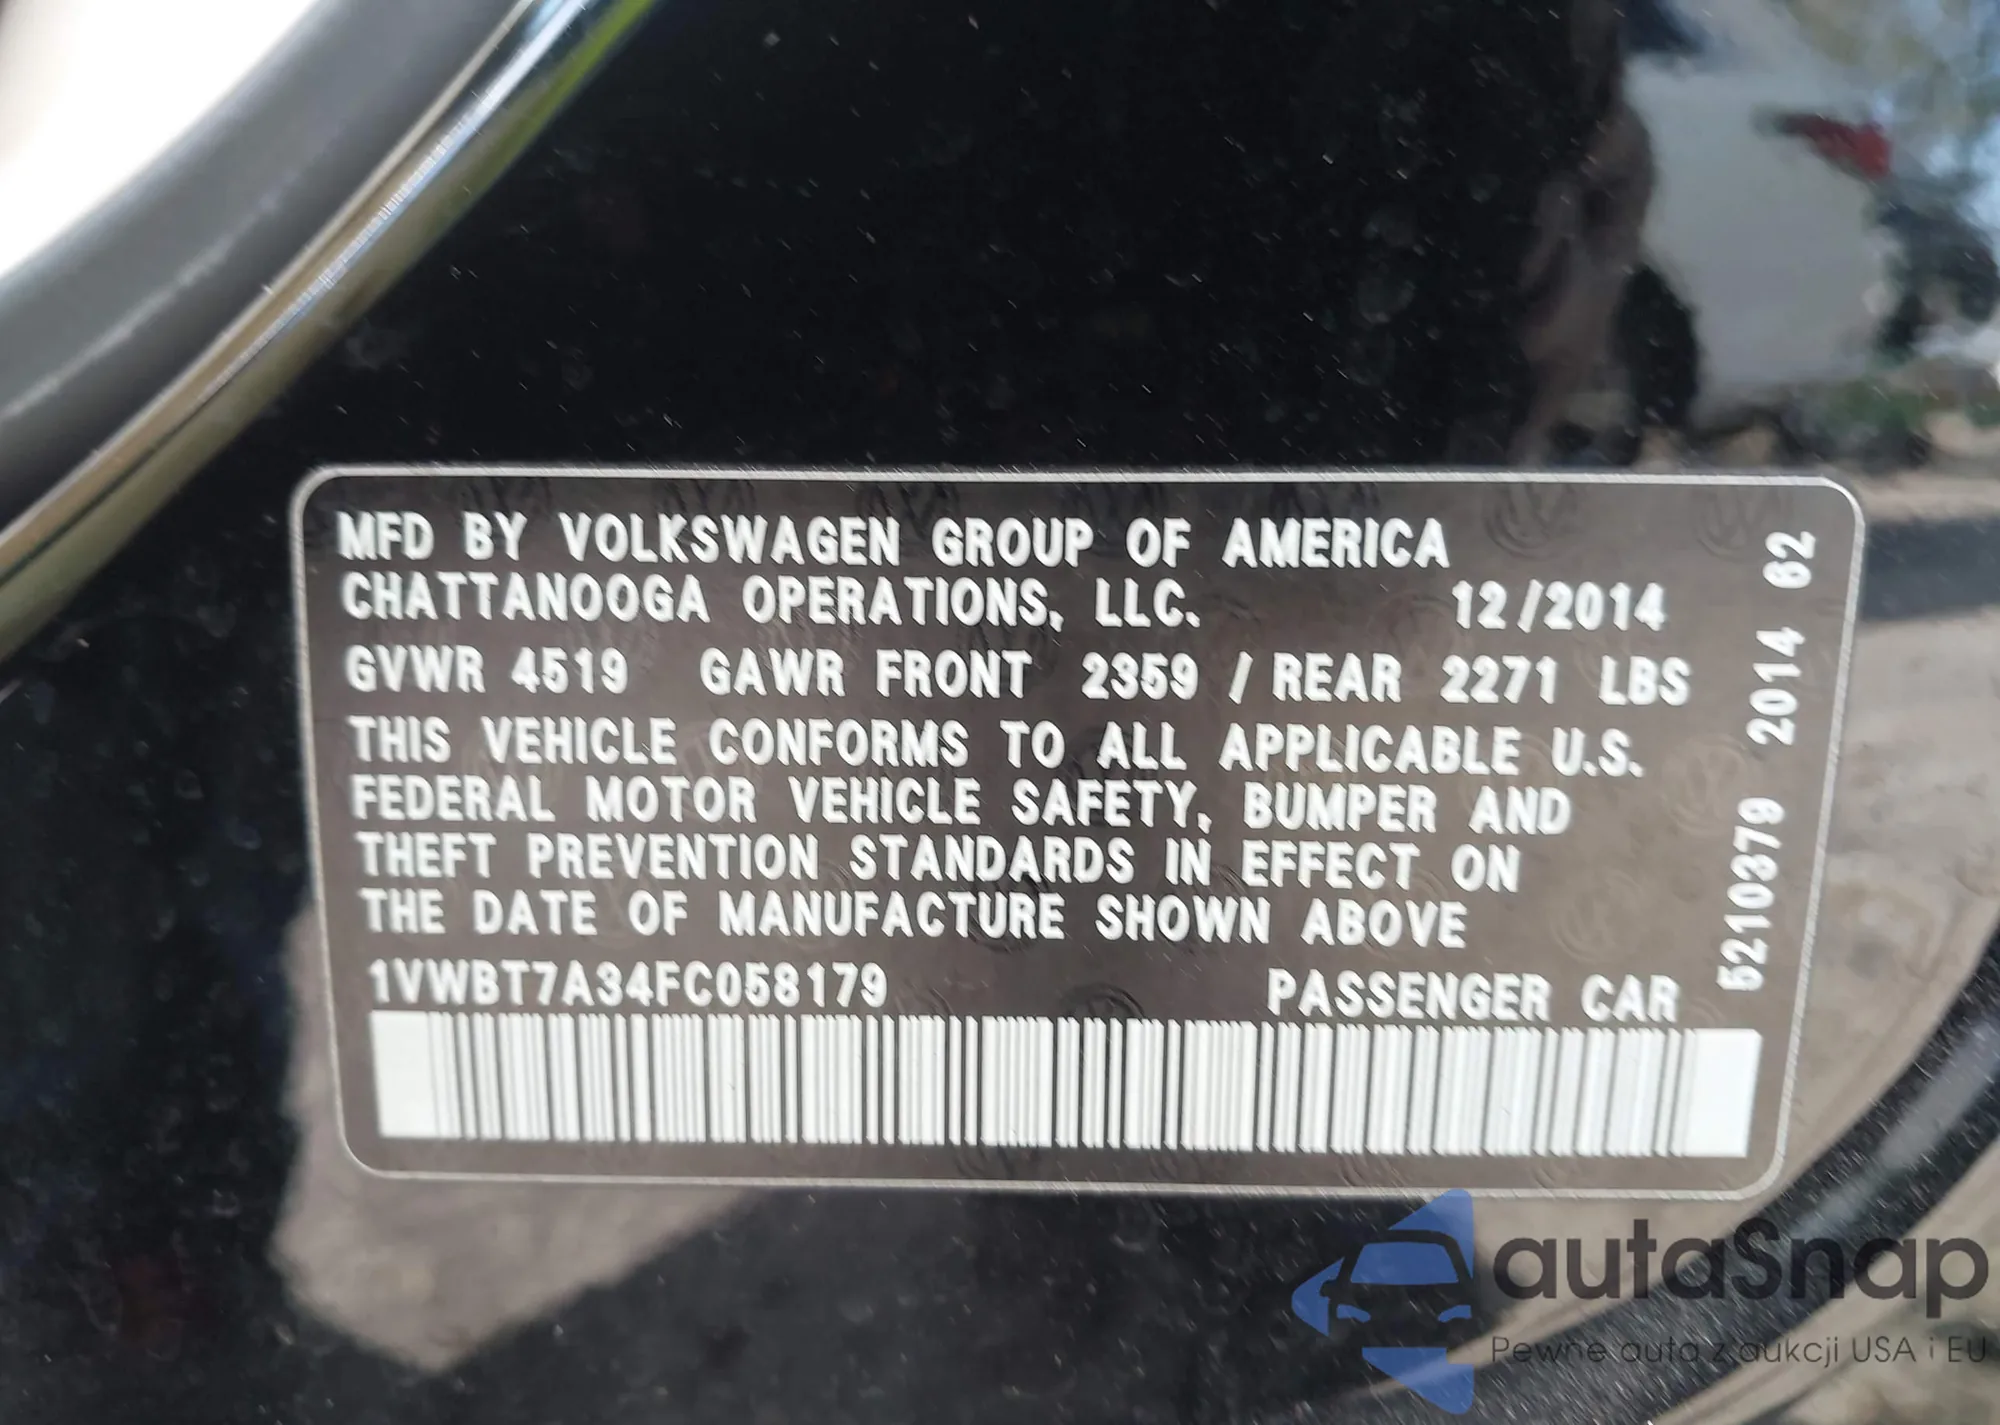 MFD BY VOLKSWAGEN GROUP OF AMERICA
CHATTANOOGA OPERATIONS, LLC. 12/2014
GVWR 4519 GAWR FRONT 2359 / REAR 2271 LBS
THIS VEHICLE CONFORMS TO ALL APPLICABLE U.S.
FEDERAL MOTOR VEHICLE SAFETY, BUMPER AND
THEFT PREVENTION STANDARDS IN EFFECT ON
THE DATE OF MANUFACTURE SHOWN ABOVE
1VWBT7A34FC058179 PASSENGER CAR
5210379 2014 62
autaSnap
Pewne auta z aukcji USA i EU